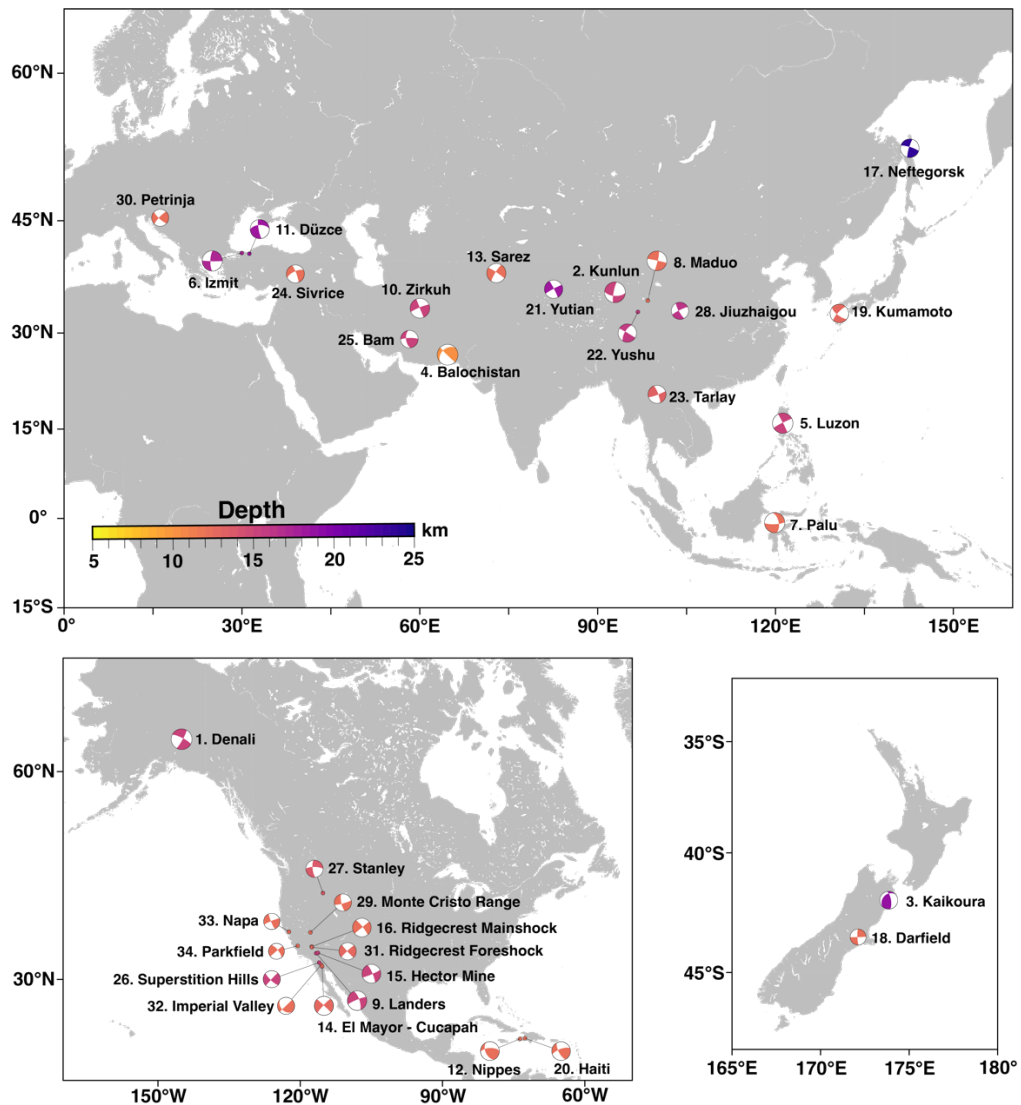 60°N
17. Neftegorsk
30. Petrinja
45°N
11. Düzce
13. Sarez
8. Maduo
2. Kunlun
6. Izmit
24. Sivrice
10. Zirkuh
21. Yutian
28. Jiuzhaigou
19. Kumamoto
30°N
25. Bam
22. Yushu
4. Balochistan
23. Tarlay
15°N
5. Luzon
Depth
0°
7. Palu
km
5 10 15 20 25
15°S
0° 30°E 60°E 90°E 120°E 150°E
1. Denali
60°N
27. Stanley
29. Monte Cristo Range
33. Napa
16. Ridgecrest Mainshock
34. Parkfield
31. Ridgecrest Foreshock
30°N
26. Superstition Hills
15. Hector Mine
32. Imperial Valley
9. Landers
14. El Mayor - Cucapah
12. Nippes
20. Haiti
150°W 120°W 90°W 60°W
35°S
40°S
3. Kaikoura
18. Darfield
45°S
165°E 170°E 175°E 180°